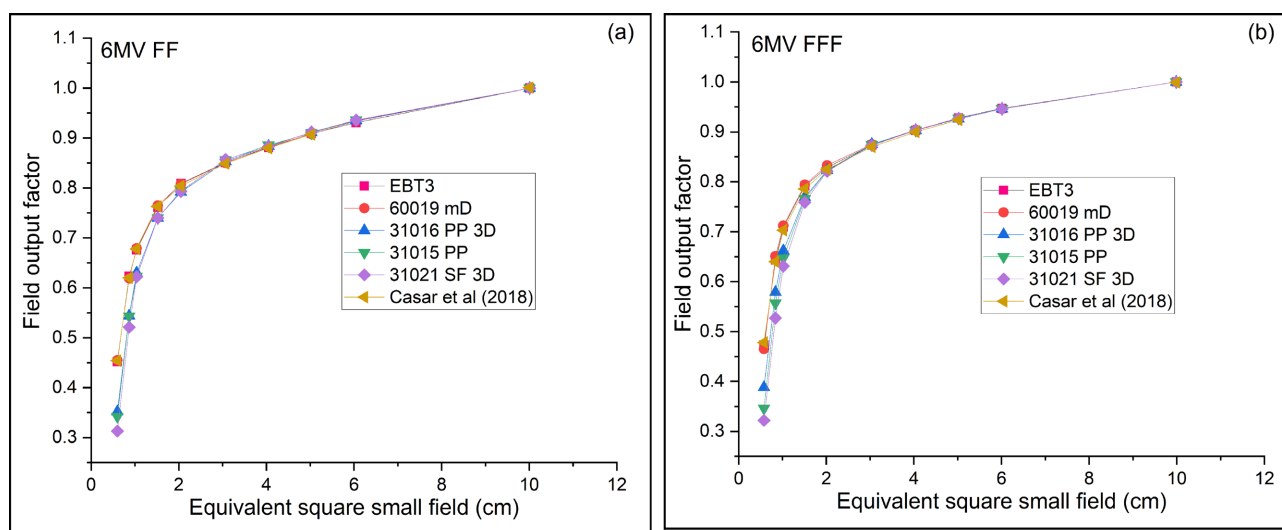 (a)
6MV FF
1.1
1.0
0.9
0.8
0.7
0.6
0.5
0.4
0.3
Field output factor
EBT3
60019 mD
31016 PP 3D
31015 PP
31021 SF 3D
Casar et al (2018)
0 2 4 6 8 10 12
Equivalent square small field (cm)
(b)
6MV FFF
1.1
1.0
0.9
0.8
0.7
0.6
0.5
0.4
0.3
Field output factor
EBT3
60019 mD
31016 PP 3D
31015 PP
31021 SF 3D
Casar et al (2018)
0 2 4 6 8 10 12
Equivalent square small field (cm)